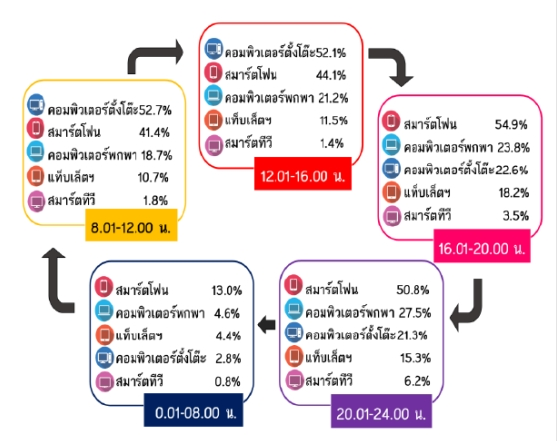 คอมพิวเตอร์ตั้งโต๊ะ52.7%
สมาร์ตโฟน 41.4%
คอมพิวเตอร์พกพา 18.7%
แท็บเล็ตฯ 10.7%
สมาร์ตทีวี 1.8%
8.01-12.00 น.
คอมพิวเตอร์ตั้งโต๊ะ52.1%
สมาร์ตโฟน 44.1%
คอมพิวเตอร์พกพา 21.2%
แท็บเล็ตฯ 11.5%
สมาร์ตทีวี 1.4%
12.01-16.00 น.
สมาร์ตโฟน 54.9%
คอมพิวเตอร์พกพา 23.8%
คอมพิวเตอร์ตั้งโต๊ะ22.6%
แท็บเล็ตฯ 18.2%
สมาร์ตทีวี 3.5%
16.01-20.00 น.
สมาร์ตโฟน 50.8%
คอมพิวเตอร์พกพา 27.5%
คอมพิวเตอร์ตั้งโต๊ะ21.3%
แท็บเล็ตฯ 15.3%
สมาร์ตทีวี 6.2%
20.01-24.00 น.
สมาร์ตโฟน 13.0%
คอมพิวเตอร์พกพา 4.6%
แท็บเล็ตฯ 4.4%
คอมพิวเตอร์ตั้งโต๊ะ 2.8%
สมาร์ตทีวี 0.8%
0.01-08.00 น.